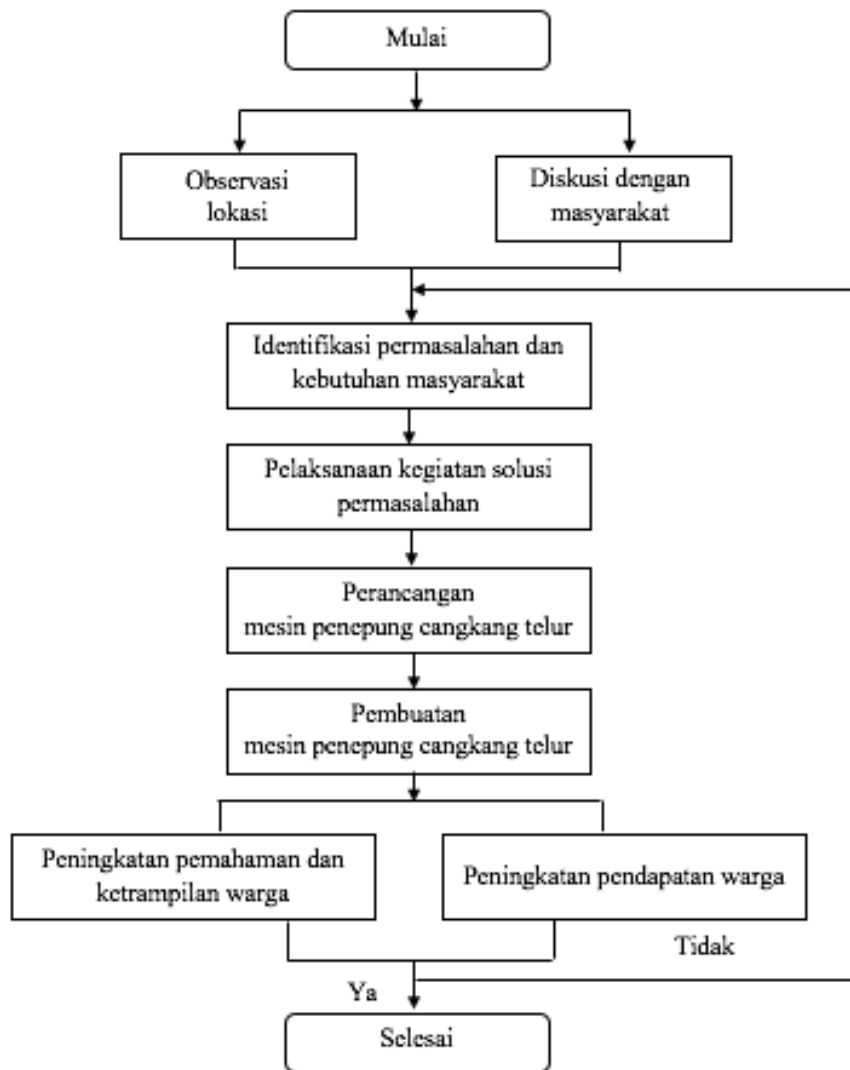 Mulai
Observasi
lokasi
Diskusi dengan
masyarakat
Identifikasi permasalahan dan
kebutuhan masyarakat
Pelaksanaan kegiatan solusi
permasalahan
Perancangan
mesin penepung cangkang telur
Pembuatan
mesin penepung cangkang telur
Peningkatan pemahaman dan
ketrampilan warga
Peningkatan pendapatan warga
Tidak
Ya
Selesai